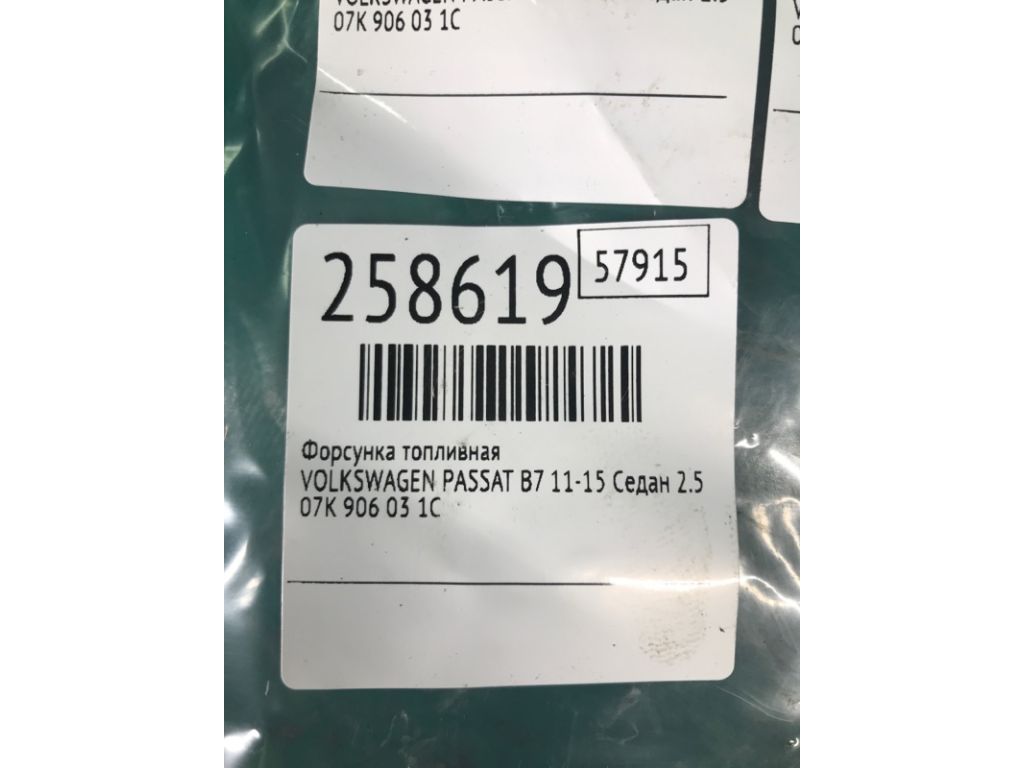 07K 906 03 1C
258619
57915
Форсунка топливная
VOLKSWAGEN PASSAT B7 11-15 Седан 2.5
07K 906 03 1C